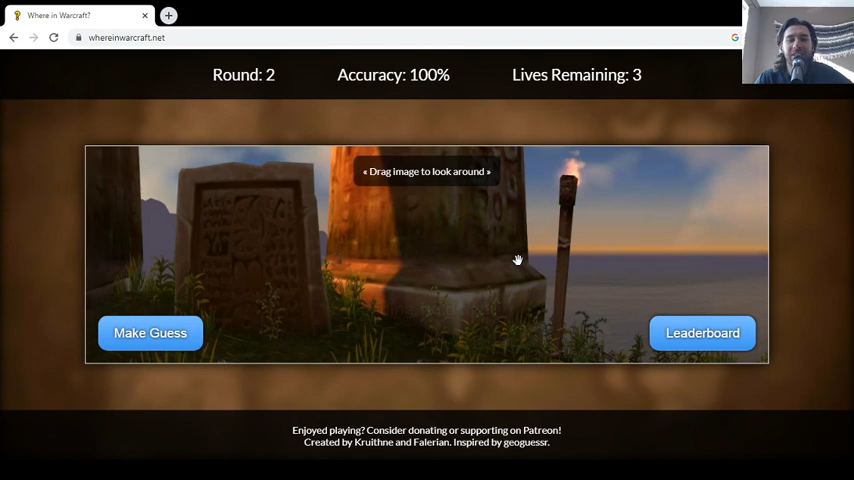 Where in Warcraft?
whereinwarcraft.net
Round: 2 Accuracy: 100% Lives Remaining: 3
« Drag image to look around »
Make Guess
Leaderboard
Enjoyed playing? Consider donating or supporting on Patreon!
Created by Kruithne and Falerian. Inspired by geoguessr.